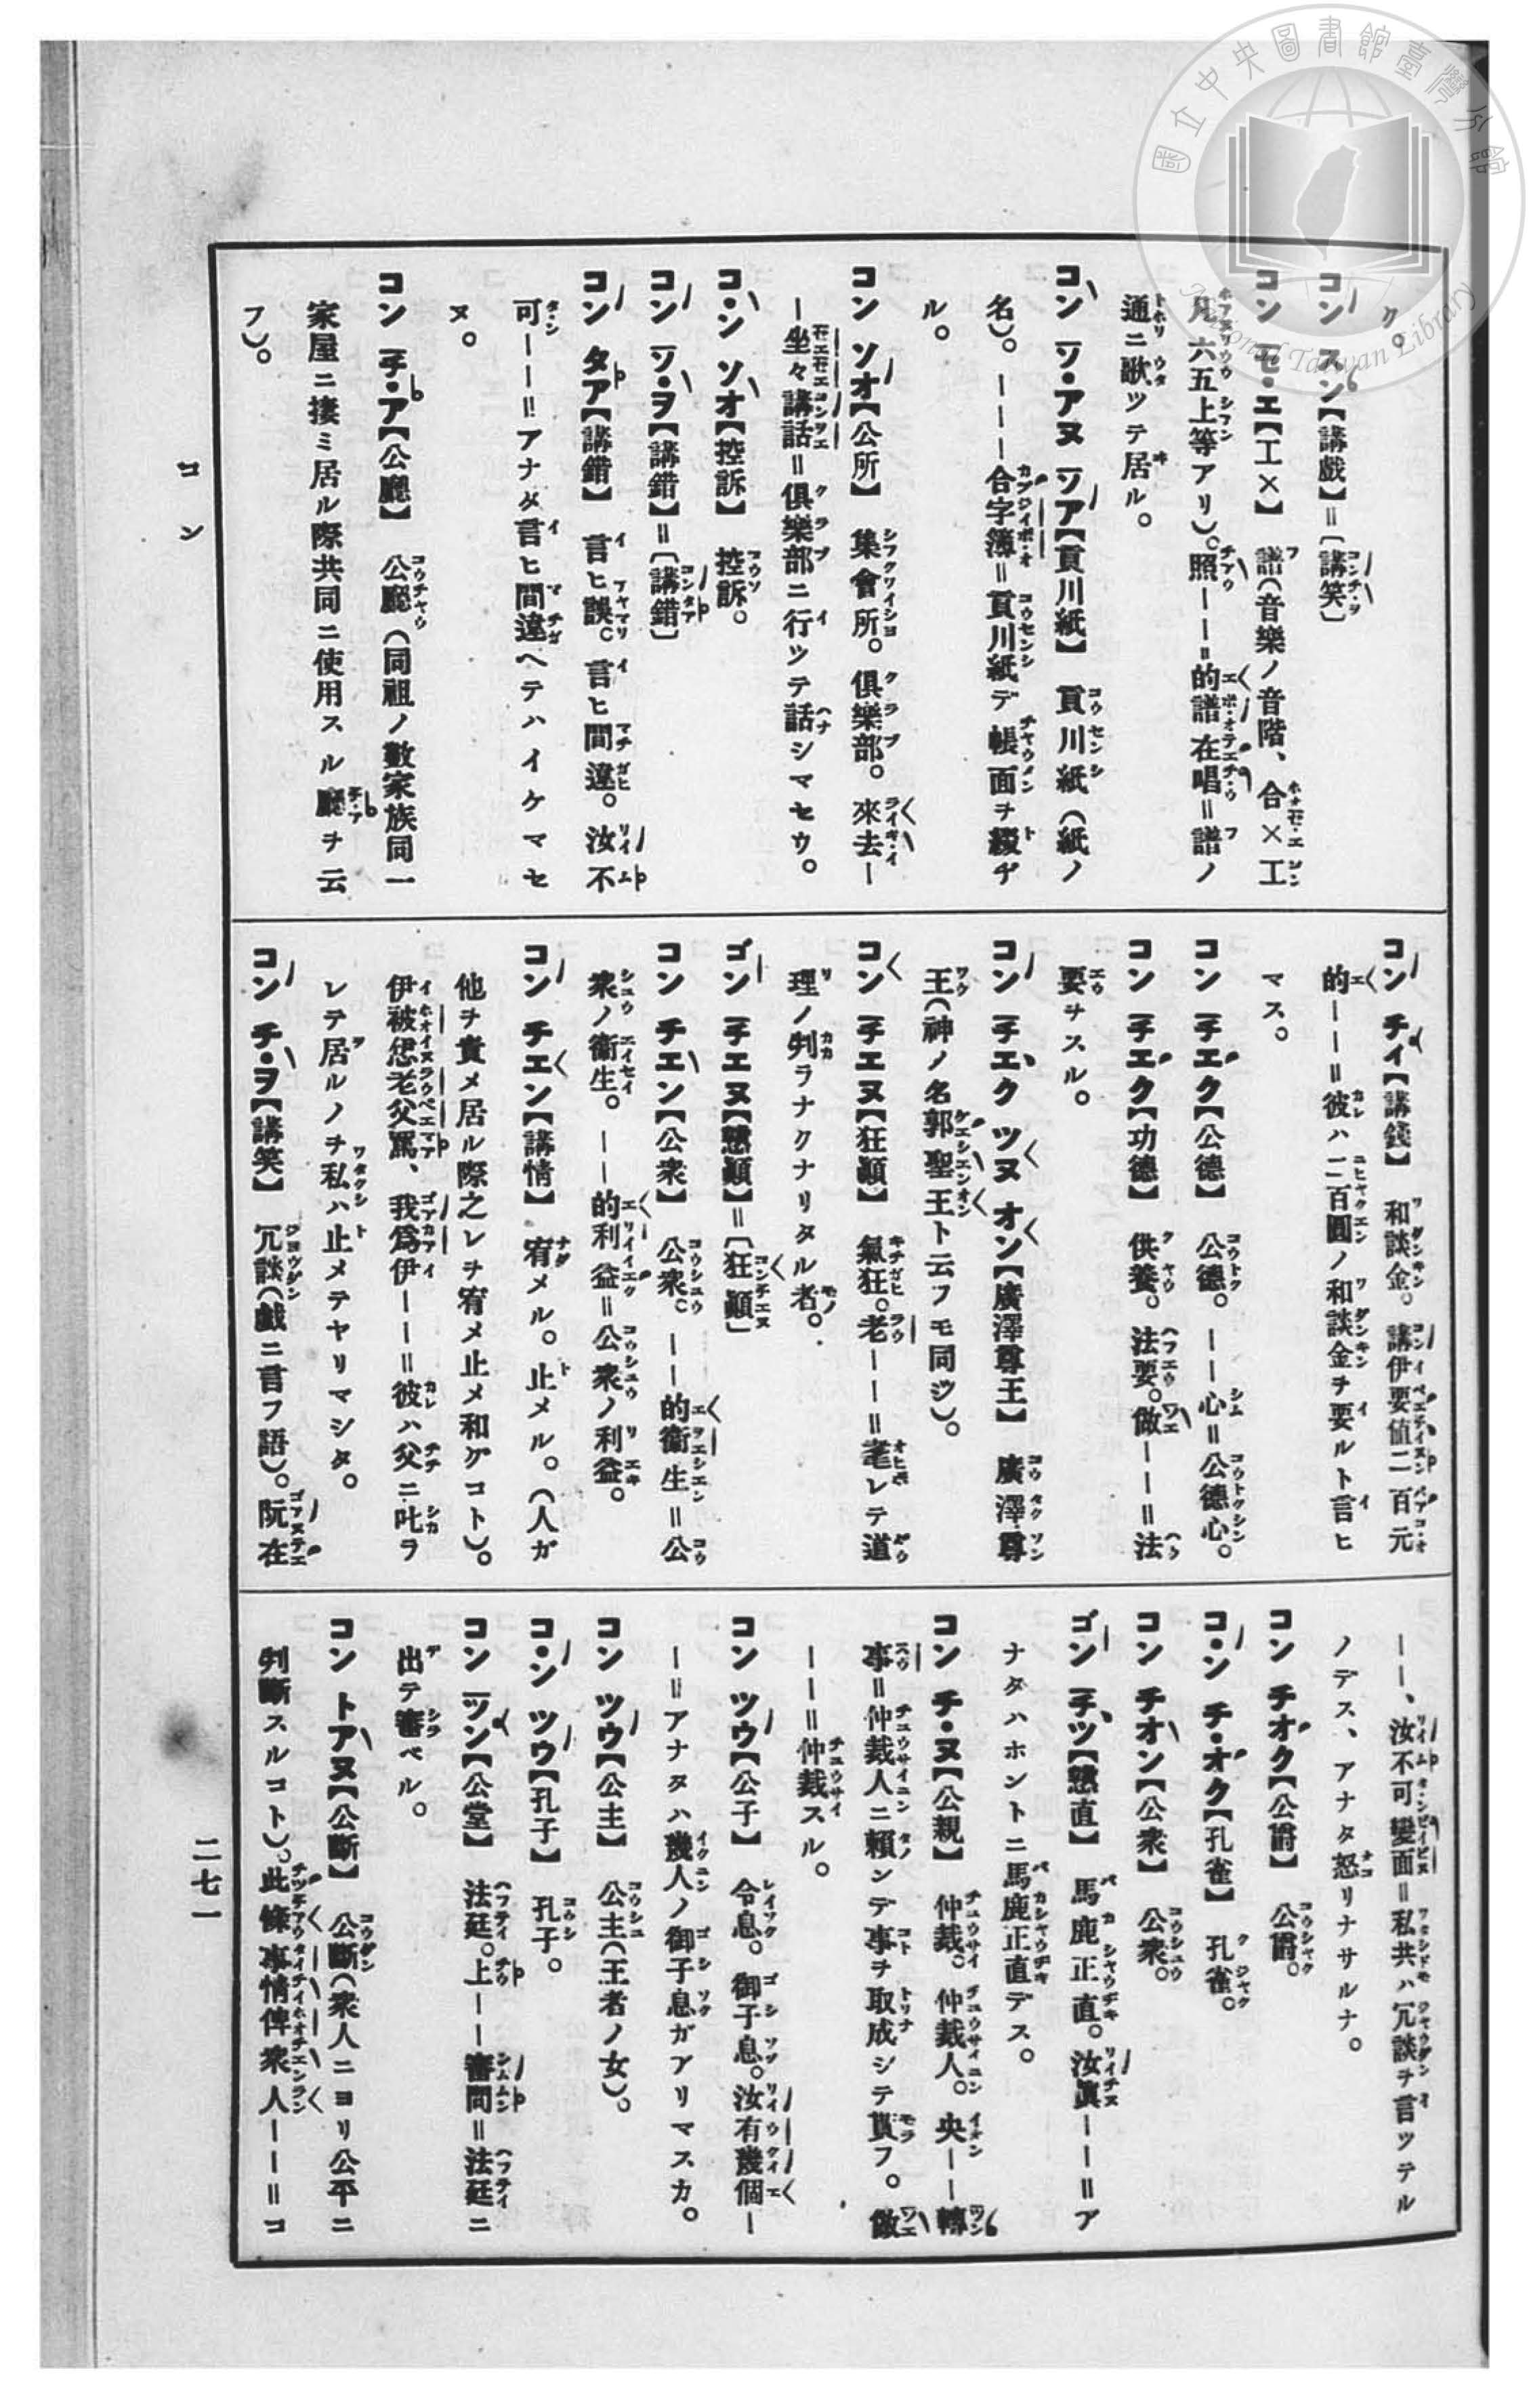 ク。
コン スン【講戲】＝〔講笑〕
コン 모・エ【工×】 譜(音樂ノ音階、合×工
凡六五上等アリ)。照ーー＝的譜在唱＝譜ノ
通ニ歌ツテ居ル。
コン ソ・アヌ ソア【貢川紙】 貢川紙(紙ノ
名)。ーーー合字簿＝貢川紙デ帳面ヲ綴ヂ
ル。
コン ソオ【公所】 集會所。俱樂部。來去ー
ー坐々講話＝俱樂部ニ行ツテ話シマセウ。
コ・ン ソオ【控訴】 控訴。
コン ソ・ヲ【講錯】＝〔講錯〕
コン タア【講錯】 言ヒ誤。言ヒ間違。汝不
可ーー＝アナタ言ヒ間違ヘテハイケマセ
ヌ。
コン チ・ア【公廳】 公廳(同祖ノ數家族同一
家屋ニ捿ミ居ル際共同ニ使用スル廳ヲ云
フ)。
コン チイ【講錢】 和談金。講伊要值二百元
的ーー＝彼ハ二百圓ノ和談金ヲ要ルト言ヒ
マス。
コン チエク【公德】 公德。ーー心＝公德心。
コン チエク【功德】 供養。法要。做ーー＝法
要ヲスル。
コン チエク ツヌ オン【廣澤尊王】 廣澤尊
王(神ノ名郭聖王ト云フモ同ジ)。
コン チエヌ【狂顚】 氣狂。老ーー＝耄レテ道
理ノ判ラナクナリタル者。
ゴン チエヌ【戇顚】＝〔狂顚〕
コン チエン【公衆】 公衆。ーー的衞生＝公
衆ノ衞生。ーー的利益＝公衆ノ利益。
コン チエン【講情】 宥メル。止メル。(人ガ
他ヲ責メ居ル際之レヲ宥メ止メ和グコト)。
伊被恁老父罵、我爲伊ーー＝彼ハ父ニ叱ラ
レテ居ルノヲ私ハ止メテヤリマシタ。
コン チ・ヲ【講笑】 冗談(戲ニ言フ語)。阮在
ーー、汝不可變面＝私共ハ冗談ヲ言ツテル
ノデス、アナタ怒リナサルナ。
コン チオク【公爵】 公爵。
コ・ン チ・オク【孔雀】 孔雀。
コン チオン【公衆】 公衆。
ゴン チツ【戇直】 馬鹿正直。汝眞ーー＝ア
ナタハホントニ馬鹿正直デス。
コン チ・ヌ【公親】 仲裁。仲裁人。央ーー轉
事＝仲裁人ニ賴ンデ事ヲ取成シテ貰フ。做
ーー＝仲裁スル。
コン ツウ【公子】 令息。御子息。汝有幾個ー
ー＝アナタハ幾人ノ御子息ガアリマスカ。
コン ツウ【公主】 公主(王者ノ女)。
コ・ン ツウ【孔子】 孔子。
コン ツン【公堂】 法廷。上ーー審問＝法廷ニ
出テ審ベル。
コン トアヌ【公斷】 公斷(衆人ニヨリ公平ニ
判斷スルコト)。此條事情俾衆人ーー＝コ
コン
二七一
國立中央圖書館臺灣分館
National Taiwan Library